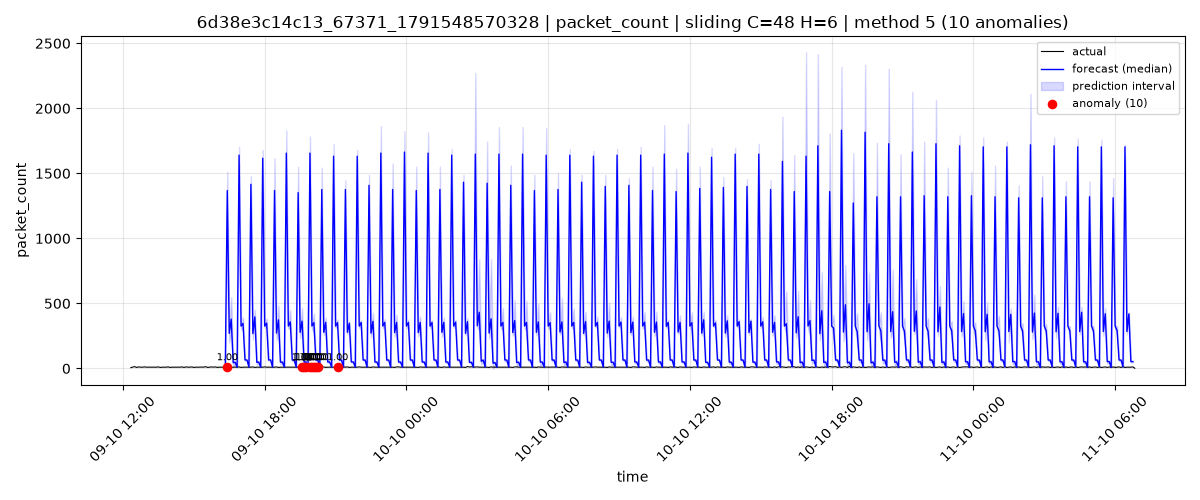 6d38e3c14c13_67371_1791548570328 | packet_count | sliding C=48 H=6 | method 5 (10 anomalies)
actual
forecast (median)
prediction interval
anomaly (10)
packet_count
2500
2000
1500
1000
500
0
1.00
1.00
09-10 12:00
09-10 18:00
10-10 00:00
10-10 06:00
10-10 12:00
10-10 18:00
11-10 00:00
11-10 06:00
time